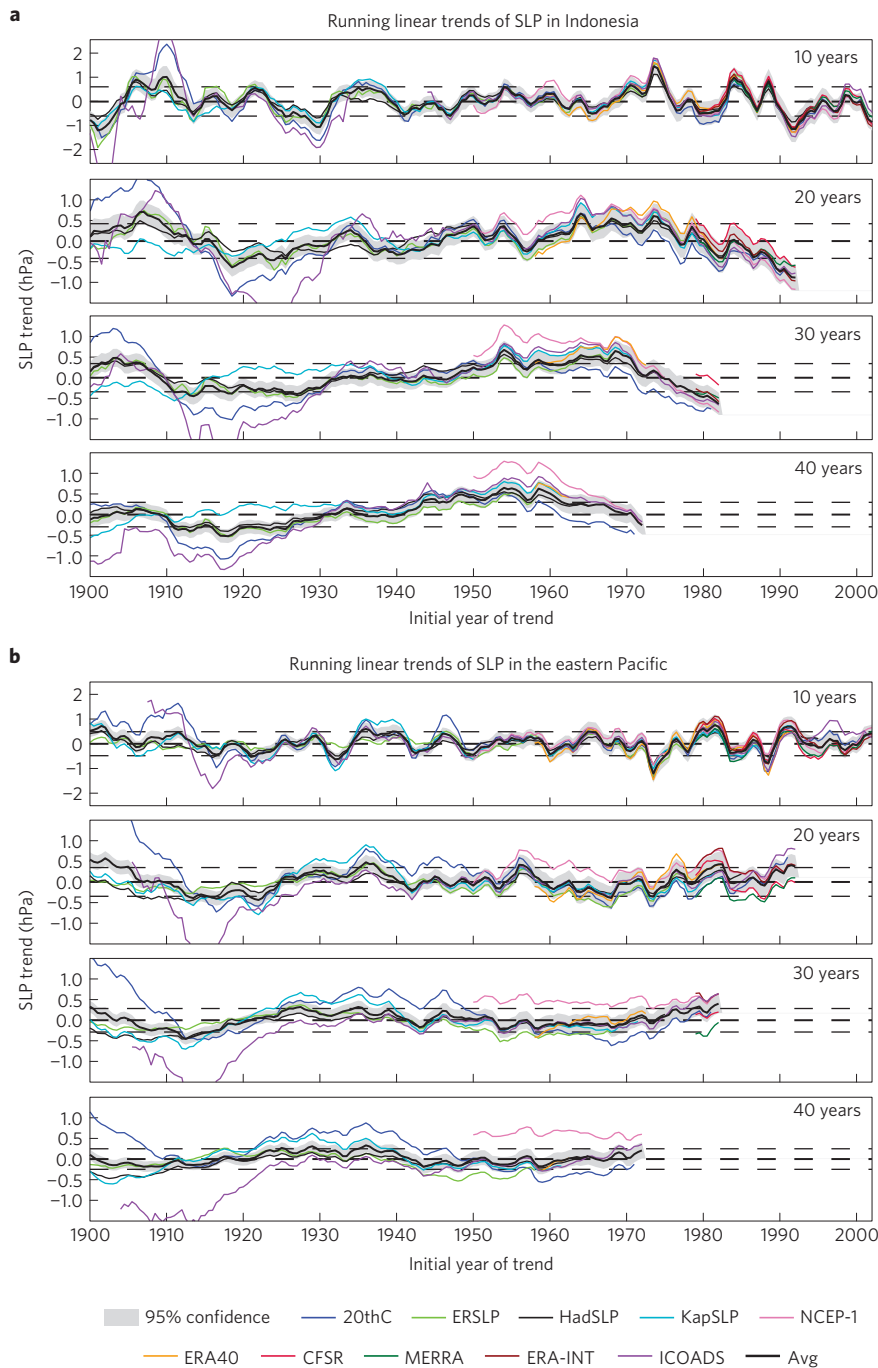 a
Running linear trends of SLP in Indonesia
10 years
2
1
0
−1
−2
20 years
1.0
0.5
0.0
−0.5
−1.0
30 years
1.0
0.5
0.0
−0.5
−1.0
40 years
1.0
0.5
0.0
−0.5
−1.0
SLP trend (hPa)
1900 1910 1920 1930 1940 1950 1960 1970 1980 1990 2000
Initial year of trend
b
Running linear trends of SLP in the eastern Pacific
10 years
2
1
0
−1
−2
20 years
1.0
0.5
0.0
−0.5
−1.0
30 years
1.0
0.5
0.0
−0.5
−1.0
40 years
1.0
0.5
0.0
−0.5
−1.0
SLP trend (hPa)
1900 1910 1920 1930 1940 1950 1960 1970 1980 1990 2000
Initial year of trend
95% confidence 20thC ERSLP HadSLP KapSLP NCEP-1
ERA40 CFSR MERRA ERA-INT ICOADS Avg